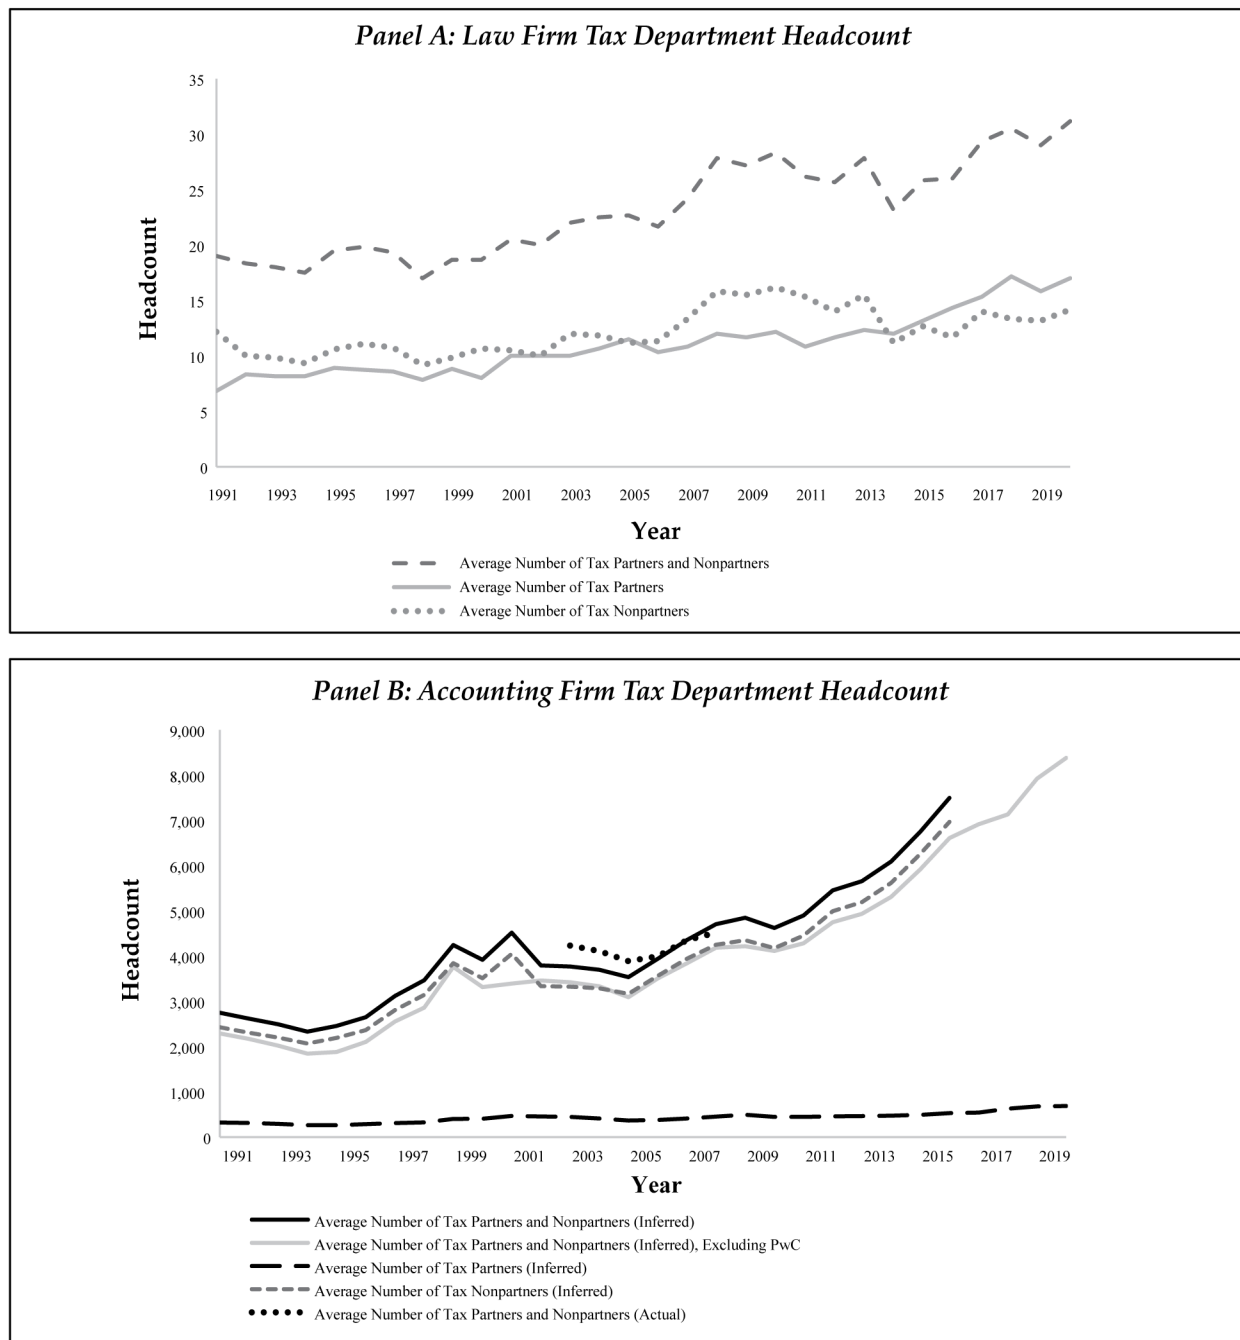 Panel A: Law Firm Tax Department Headcount
35
30
25
20
15
10
5
0
Headcount
1991 1993 1995 1997 1999 2001 2003 2005 2007 2009 2011 2013 2015 2017 2019
Year
Average Number of Tax Partners and Nonpartners
Average Number of Tax Partners
Average Number of Tax Nonpartners
Panel B: Accounting Firm Tax Department Headcount
9,000
8,000
7,000
6,000
5,000
4,000
3,000
2,000
1,000
0
Headcount
1991 1993 1995 1997 1999 2001 2003 2005 2007 2009 2011 2013 2015 2017 2019
Year
Average Number of Tax Partners and Nonpartners (Inferred)
Average Number of Tax Partners and Nonpartners (Inferred), Excluding PwC
Average Number of Tax Partners (Inferred)
Average Number of Tax Nonpartners (Inferred)
Average Number of Tax Partners and Nonpartners (Actual)